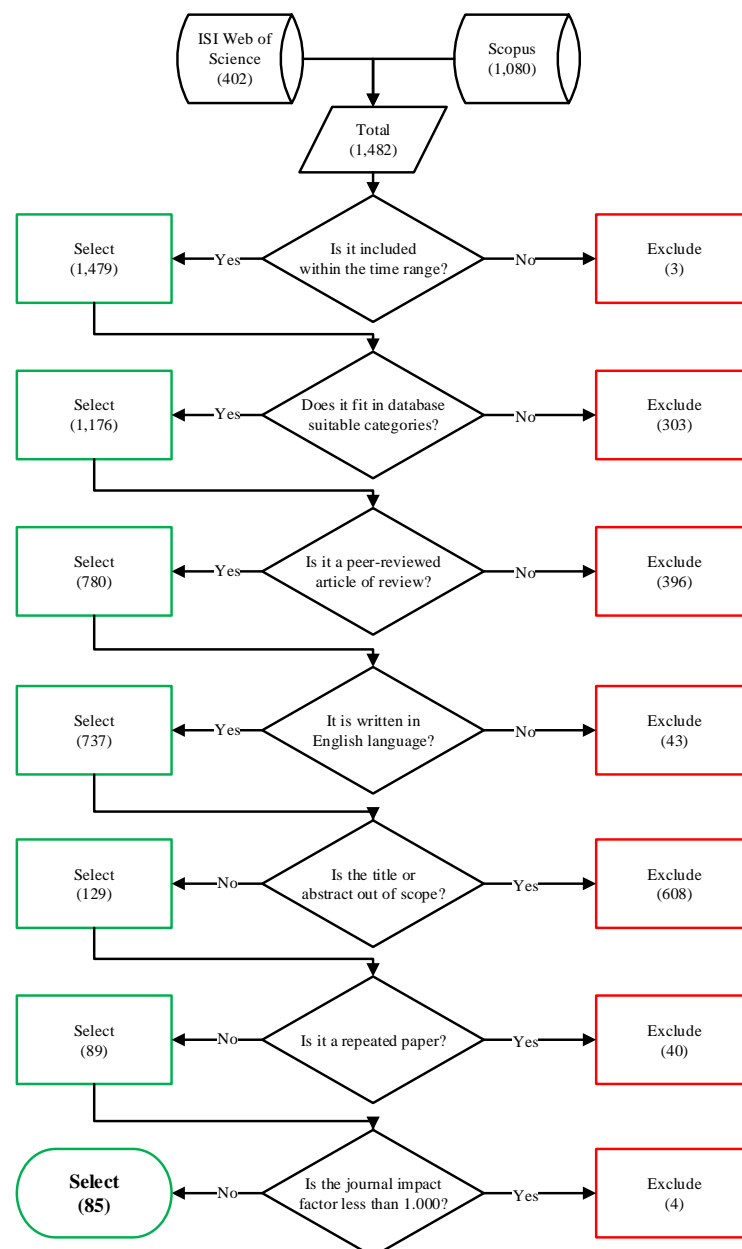 ISI Web of
Science
(402)
Scopus
(1,080)
Total
(1,482)
Select
(1,479)
Yes
Is it included
within the time range?
No
Exclude
(3)
Select
(1,176)
Yes
Does it fit in database
suitable categories?
No
Exclude
(303)
Select
(780)
Yes
Is it a peer-reviewed
article of review?
No
Exclude
(396)
Select
(737)
Yes
It is written in
English language?
No
Exclude
(43)
Select
(129)
No
Is the title or
abstract out of scope?
Yes
Exclude
(608)
Select
(89)
No
Is it a repeated paper?
Yes
Exclude
(40)
Select
(85)
No
Is the journal impact
factor less than 1.000?
Yes
Exclude
(4)